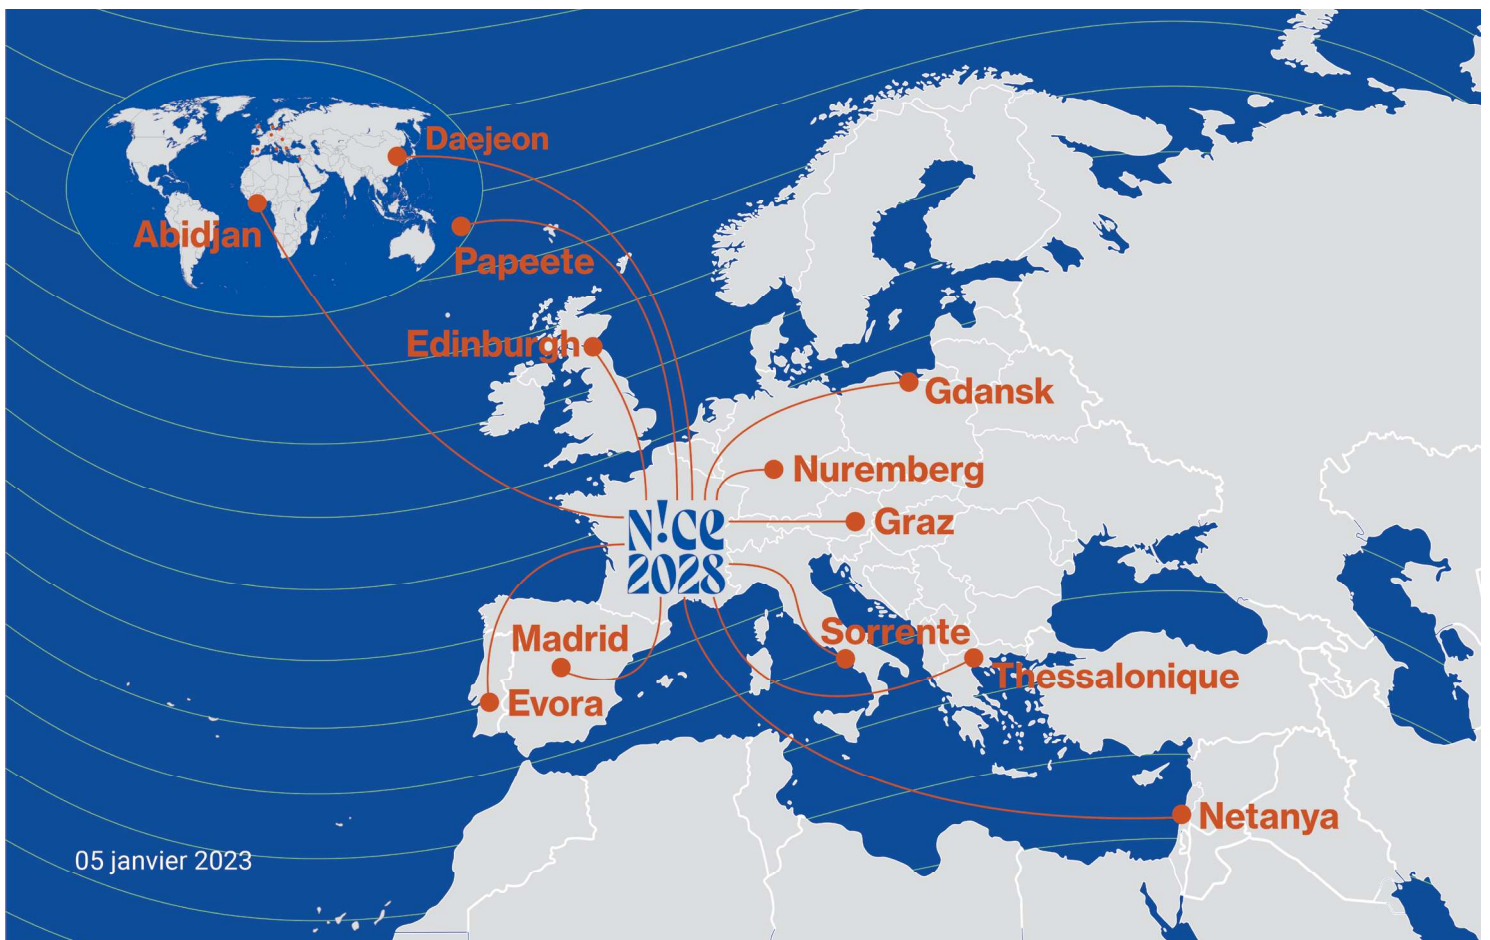 Daejeon
Abidjan
Papeete
Edinburgh
Gdansk
Nuremberg
Graz
N!CE
2028
Madrid
Sorrente
Thessalonique
Evora
Netanya
05 janvier 2023